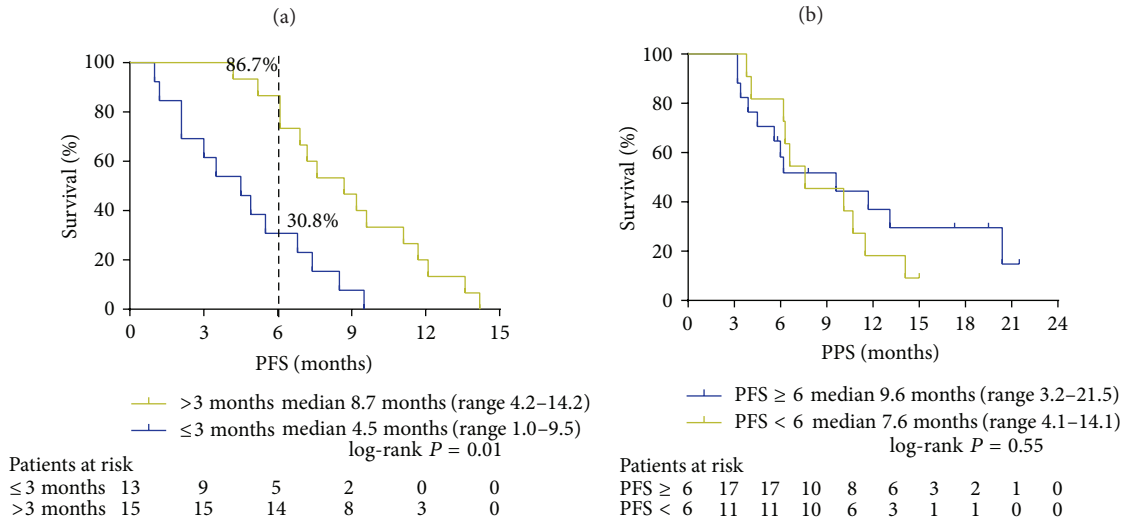 (a)
100
80
60
40
20
0
Survival (%)
86.7%
30.8%
0 3 6 9 12 15
PFS (months)
>3 months median 8.7 months (range 4.2–14.2)
≤3 months median 4.5 months (range 1.0–9.5)
log-rank P = 0.01
Patients at risk
≤3 months 13 9 5 2 0 0
>3 months 15 15 14 8 3 0
(b)
100
80
60
40
20
0
Survival (%)
0 3 6 9 12 15 18 21 24
PPS (months)
PFS ≥ 6 median 9.6 months (range 3.2–21.5)
PFS < 6 median 7.6 months (range 4.1–14.1)
log-rank P = 0.55
Patients at risk
PFS ≥ 6 17 17 10 8 6 3 2 1 0
PFS < 6 11 11 10 6 3 1 1 0 0